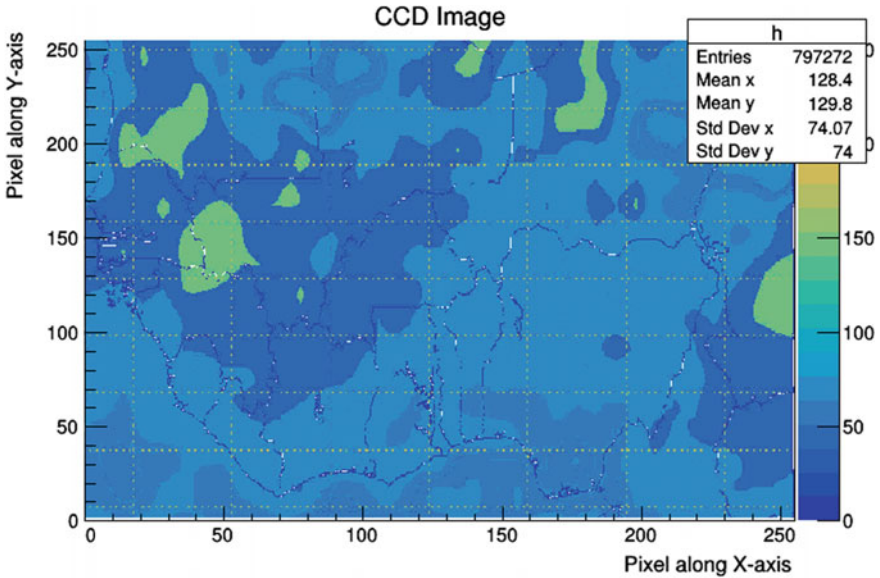 CCD Image
Pixel along Y-axis
250
200
150
100
50
0
0 50 100 150 200 250
Pixel along X-axis
h
Entries 797272
Mean x 128.4
Mean y 129.8
Std Dev x 74.07
Std Dev y 74
0
0
150
100
50
0